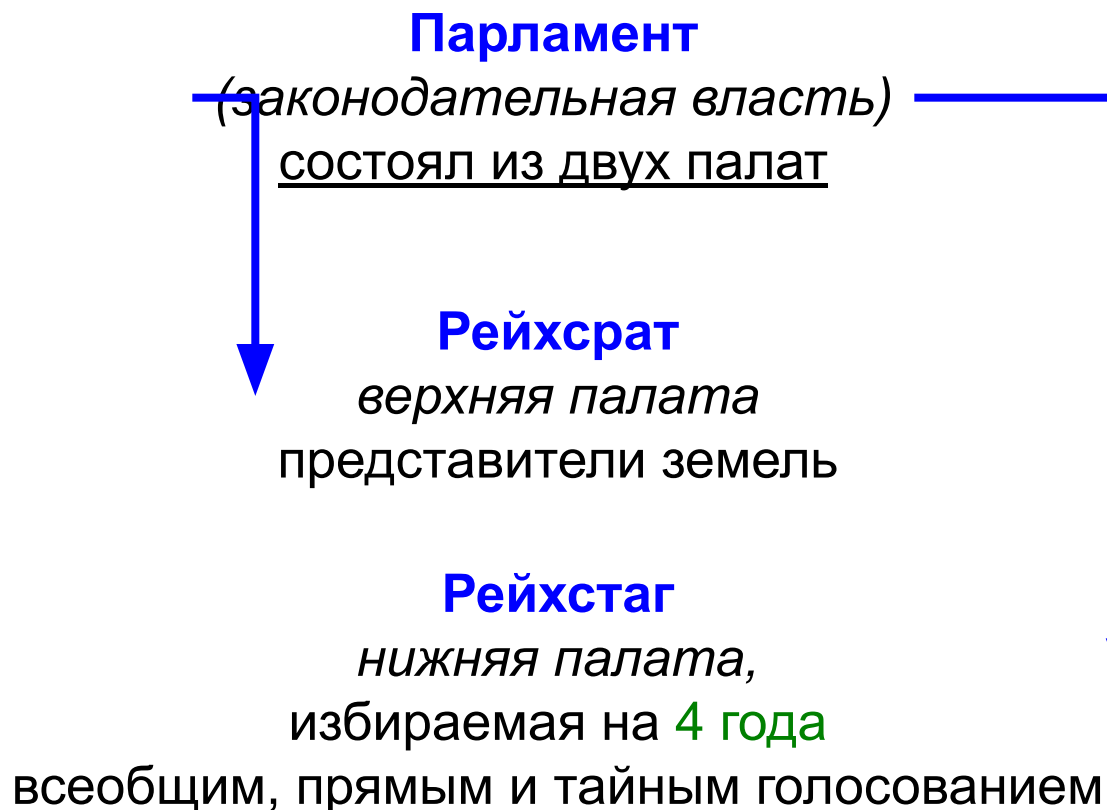 Парламент
(законодательная власть)
состоял из двух палат
Рейхсрат
верхняя палата
представители земель
Рейхстаг
нижняя палата,
избираемая на 4 года
всеобщим, прямым и тайным голосованием